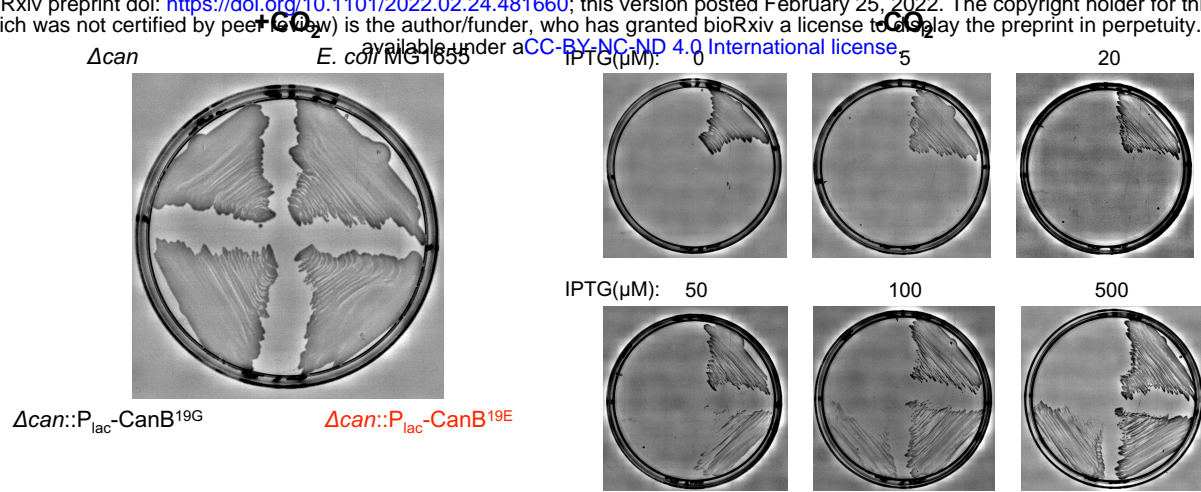 Rxiv preprint doi: https://doi.org/10.1101/2022.02.24.481660; this version posted February 25, 2022. The copyright holder for thi
which was not certified by peer review) is the author/funder, who has granted bioRxiv a license to display the preprint in perpetuity.
available under aCC-BY-NC-ND 4.0 International license.
+CO2
-CO2
Δcan E. coli MG1655
IPTG(μM): 0 5 20
IPTG(μM): 50 100 500
Δcan::Plac-CanB19G Δcan::Plac-CanB19E